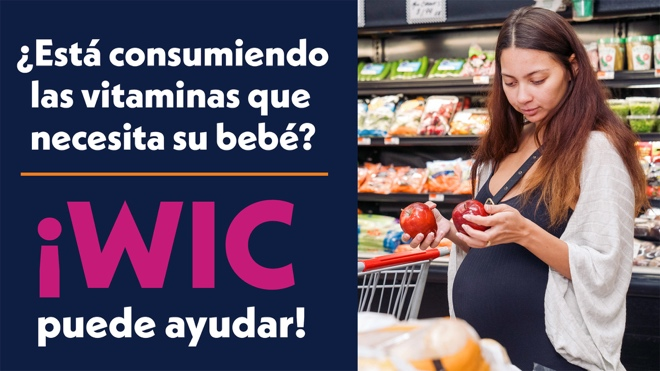 ¿Está consumiendo
las vitaminas que
necesita su bebé?
¡WIC
puede ayudar!